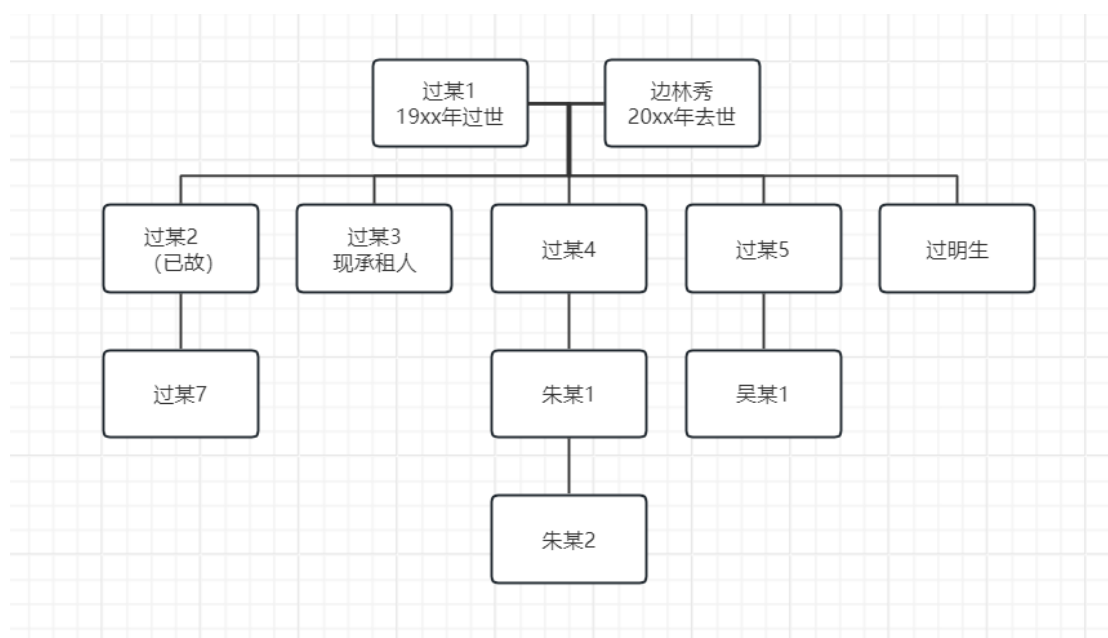 过某1
19xx年过世
边林秀
20xx年去世
过某2
（已故）
过某3
现承租人
过某4
过某5
过明生
过某7
朱某1
吴某1
朱某2